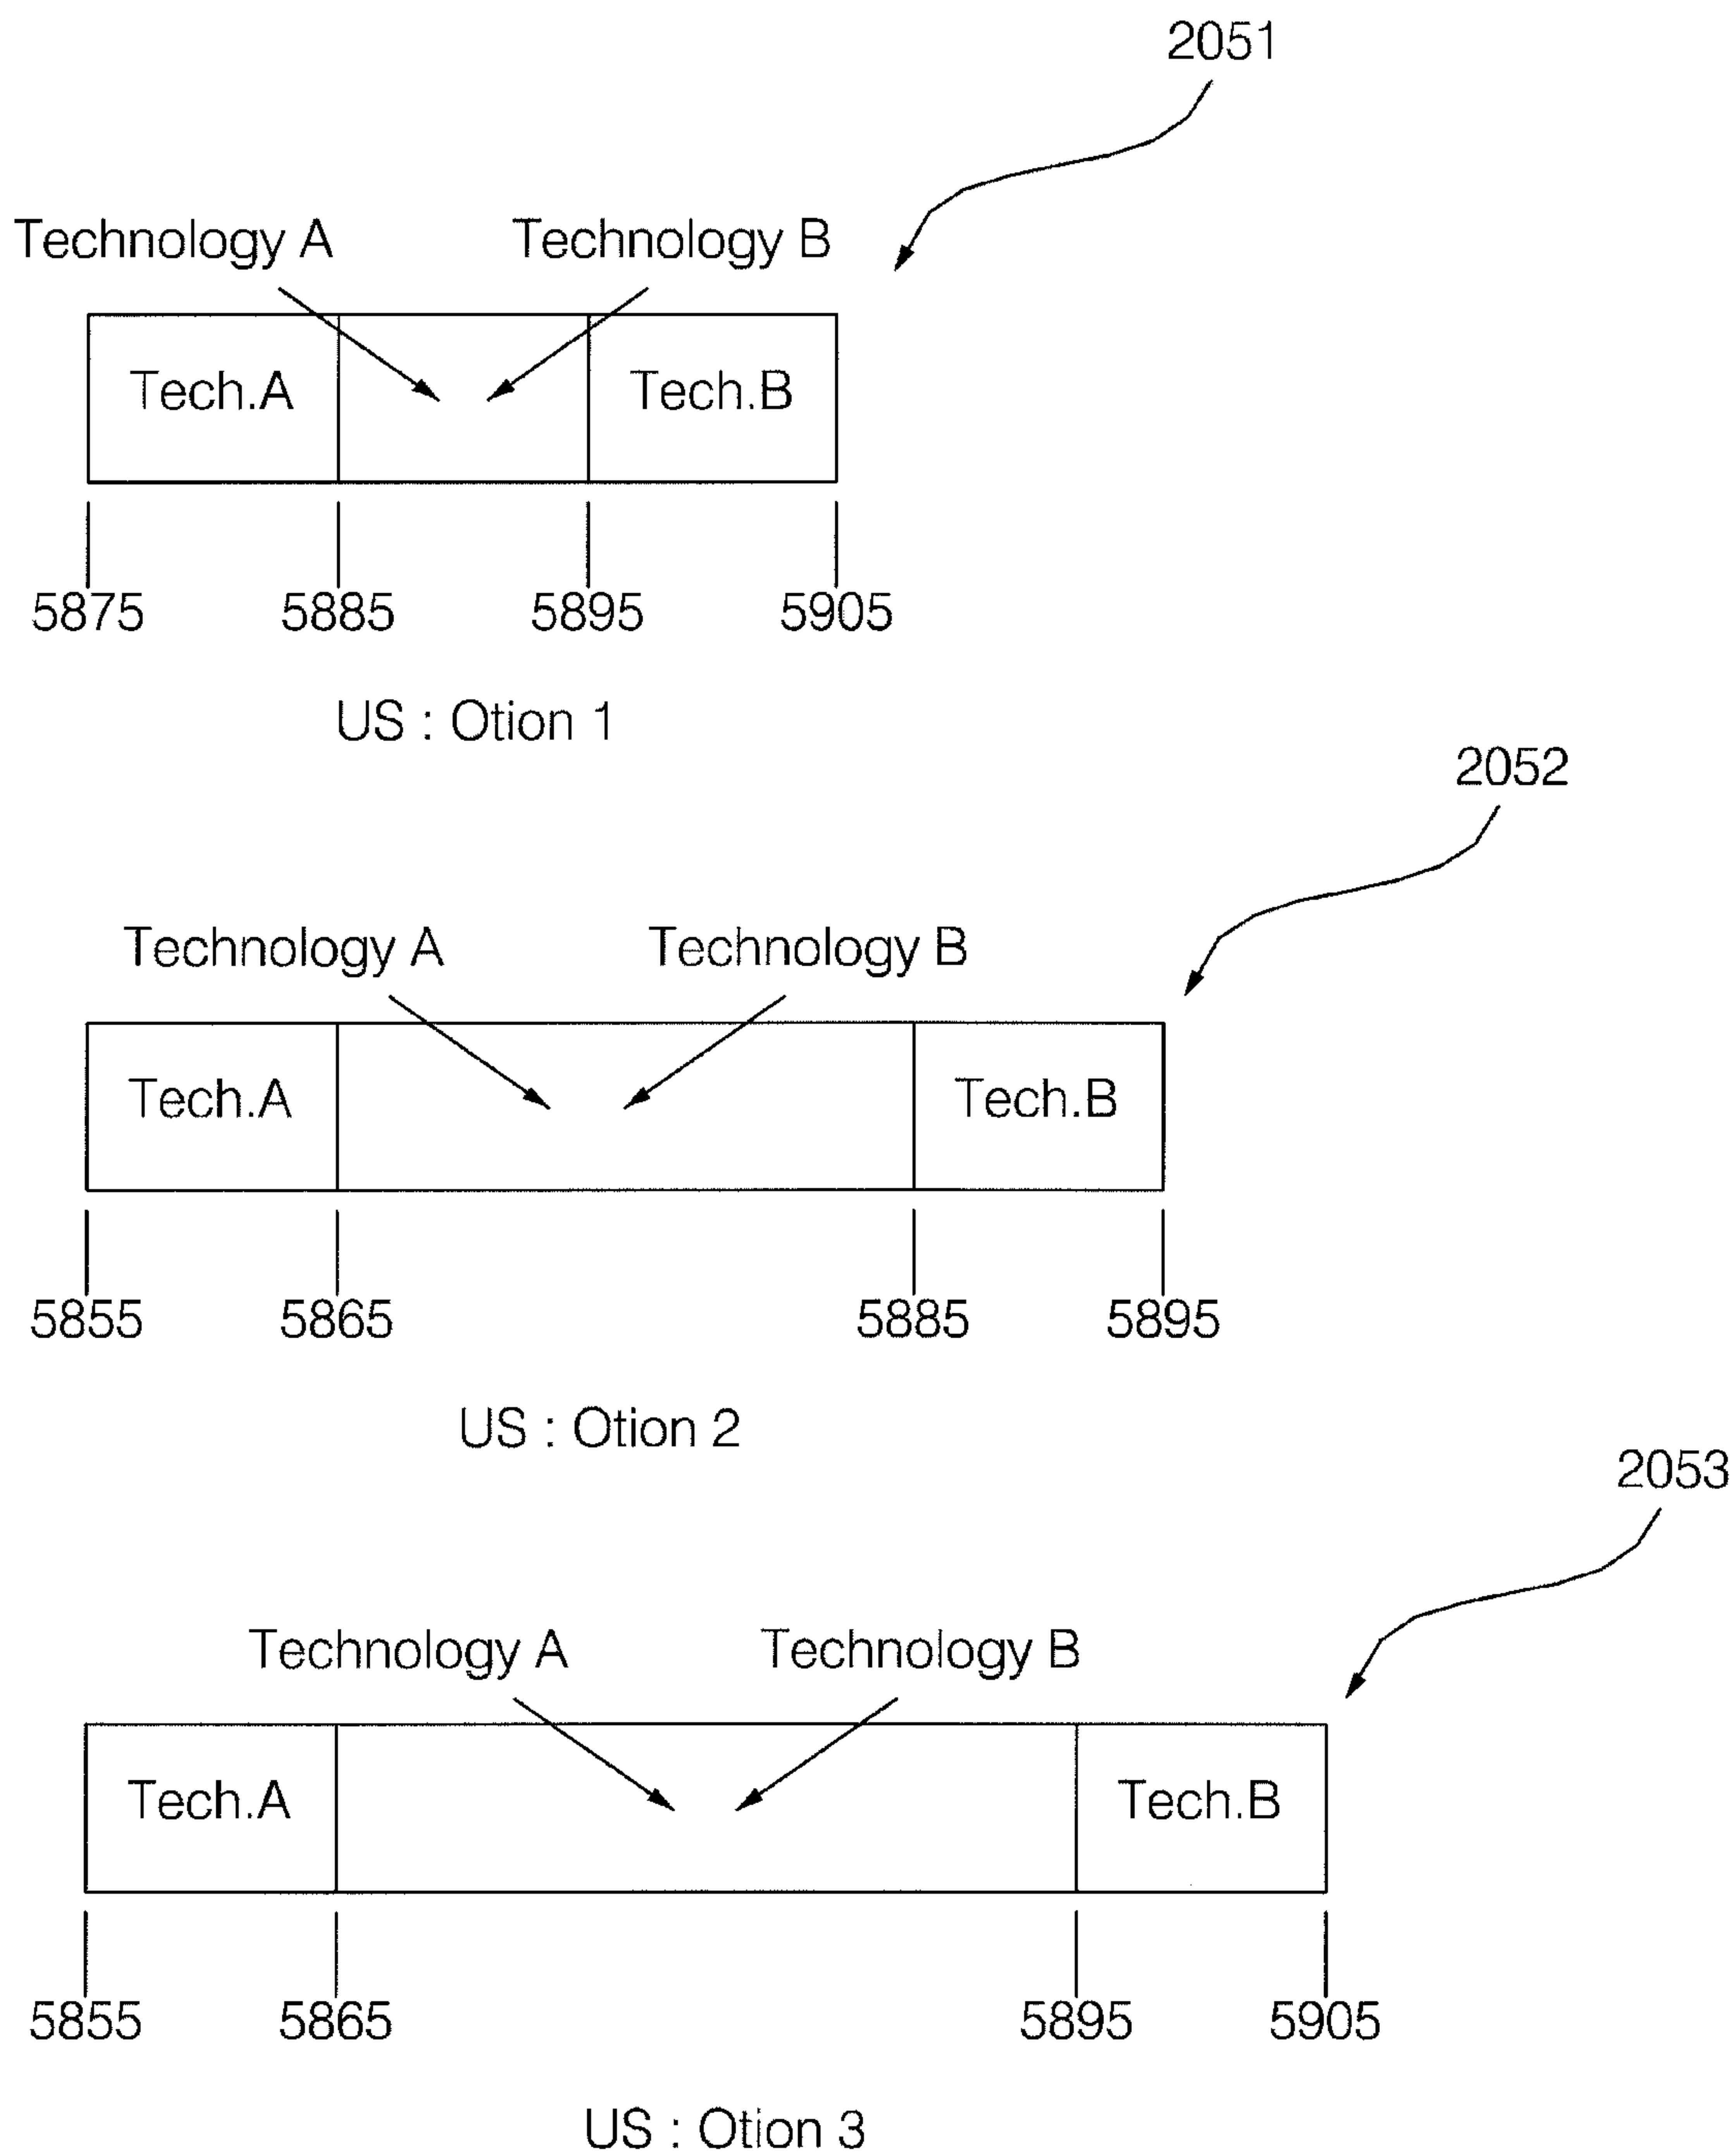 2051
Technology A Technology B
Tech.A Tech.B
5875 5885 5895 5905
US : Otion 1
2052
Technology A Technology B
Tech.A Tech.B
5855 5865 5885 5895
US : Otion 2
2053
Technology A Technology B
Tech.A Tech.B
5855 5865 5895 5905
US : Otion 3